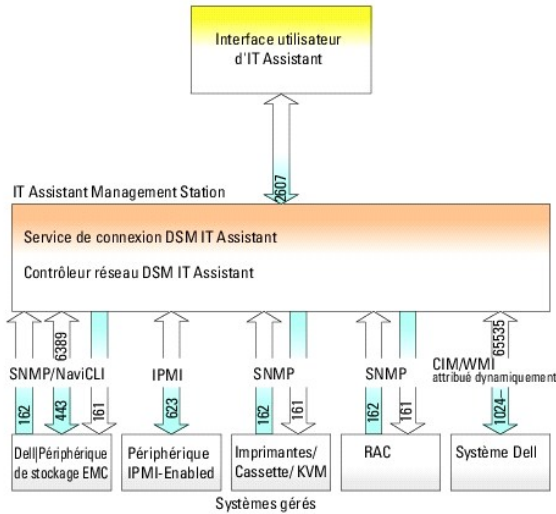 Interface utilisateur
d'IT Assistant
2607
IT Assistant Management Station
Service de connexion DSM IT Assistant
Contrôleur réseau DSM IT Assistant
6389
65535
SNMP/NaviCLI
IPMI
SNMP
SNMP
CIM/WMI
attribué dynamiquement
162
443
161
623
162
161
162
161
1024–
Dell|Périphérique
de stockage EMC
Périphérique
IPMI-Enabled
Imprimantes/
Cassette/ KVM
RAC
Système Dell
Systèmes gérés